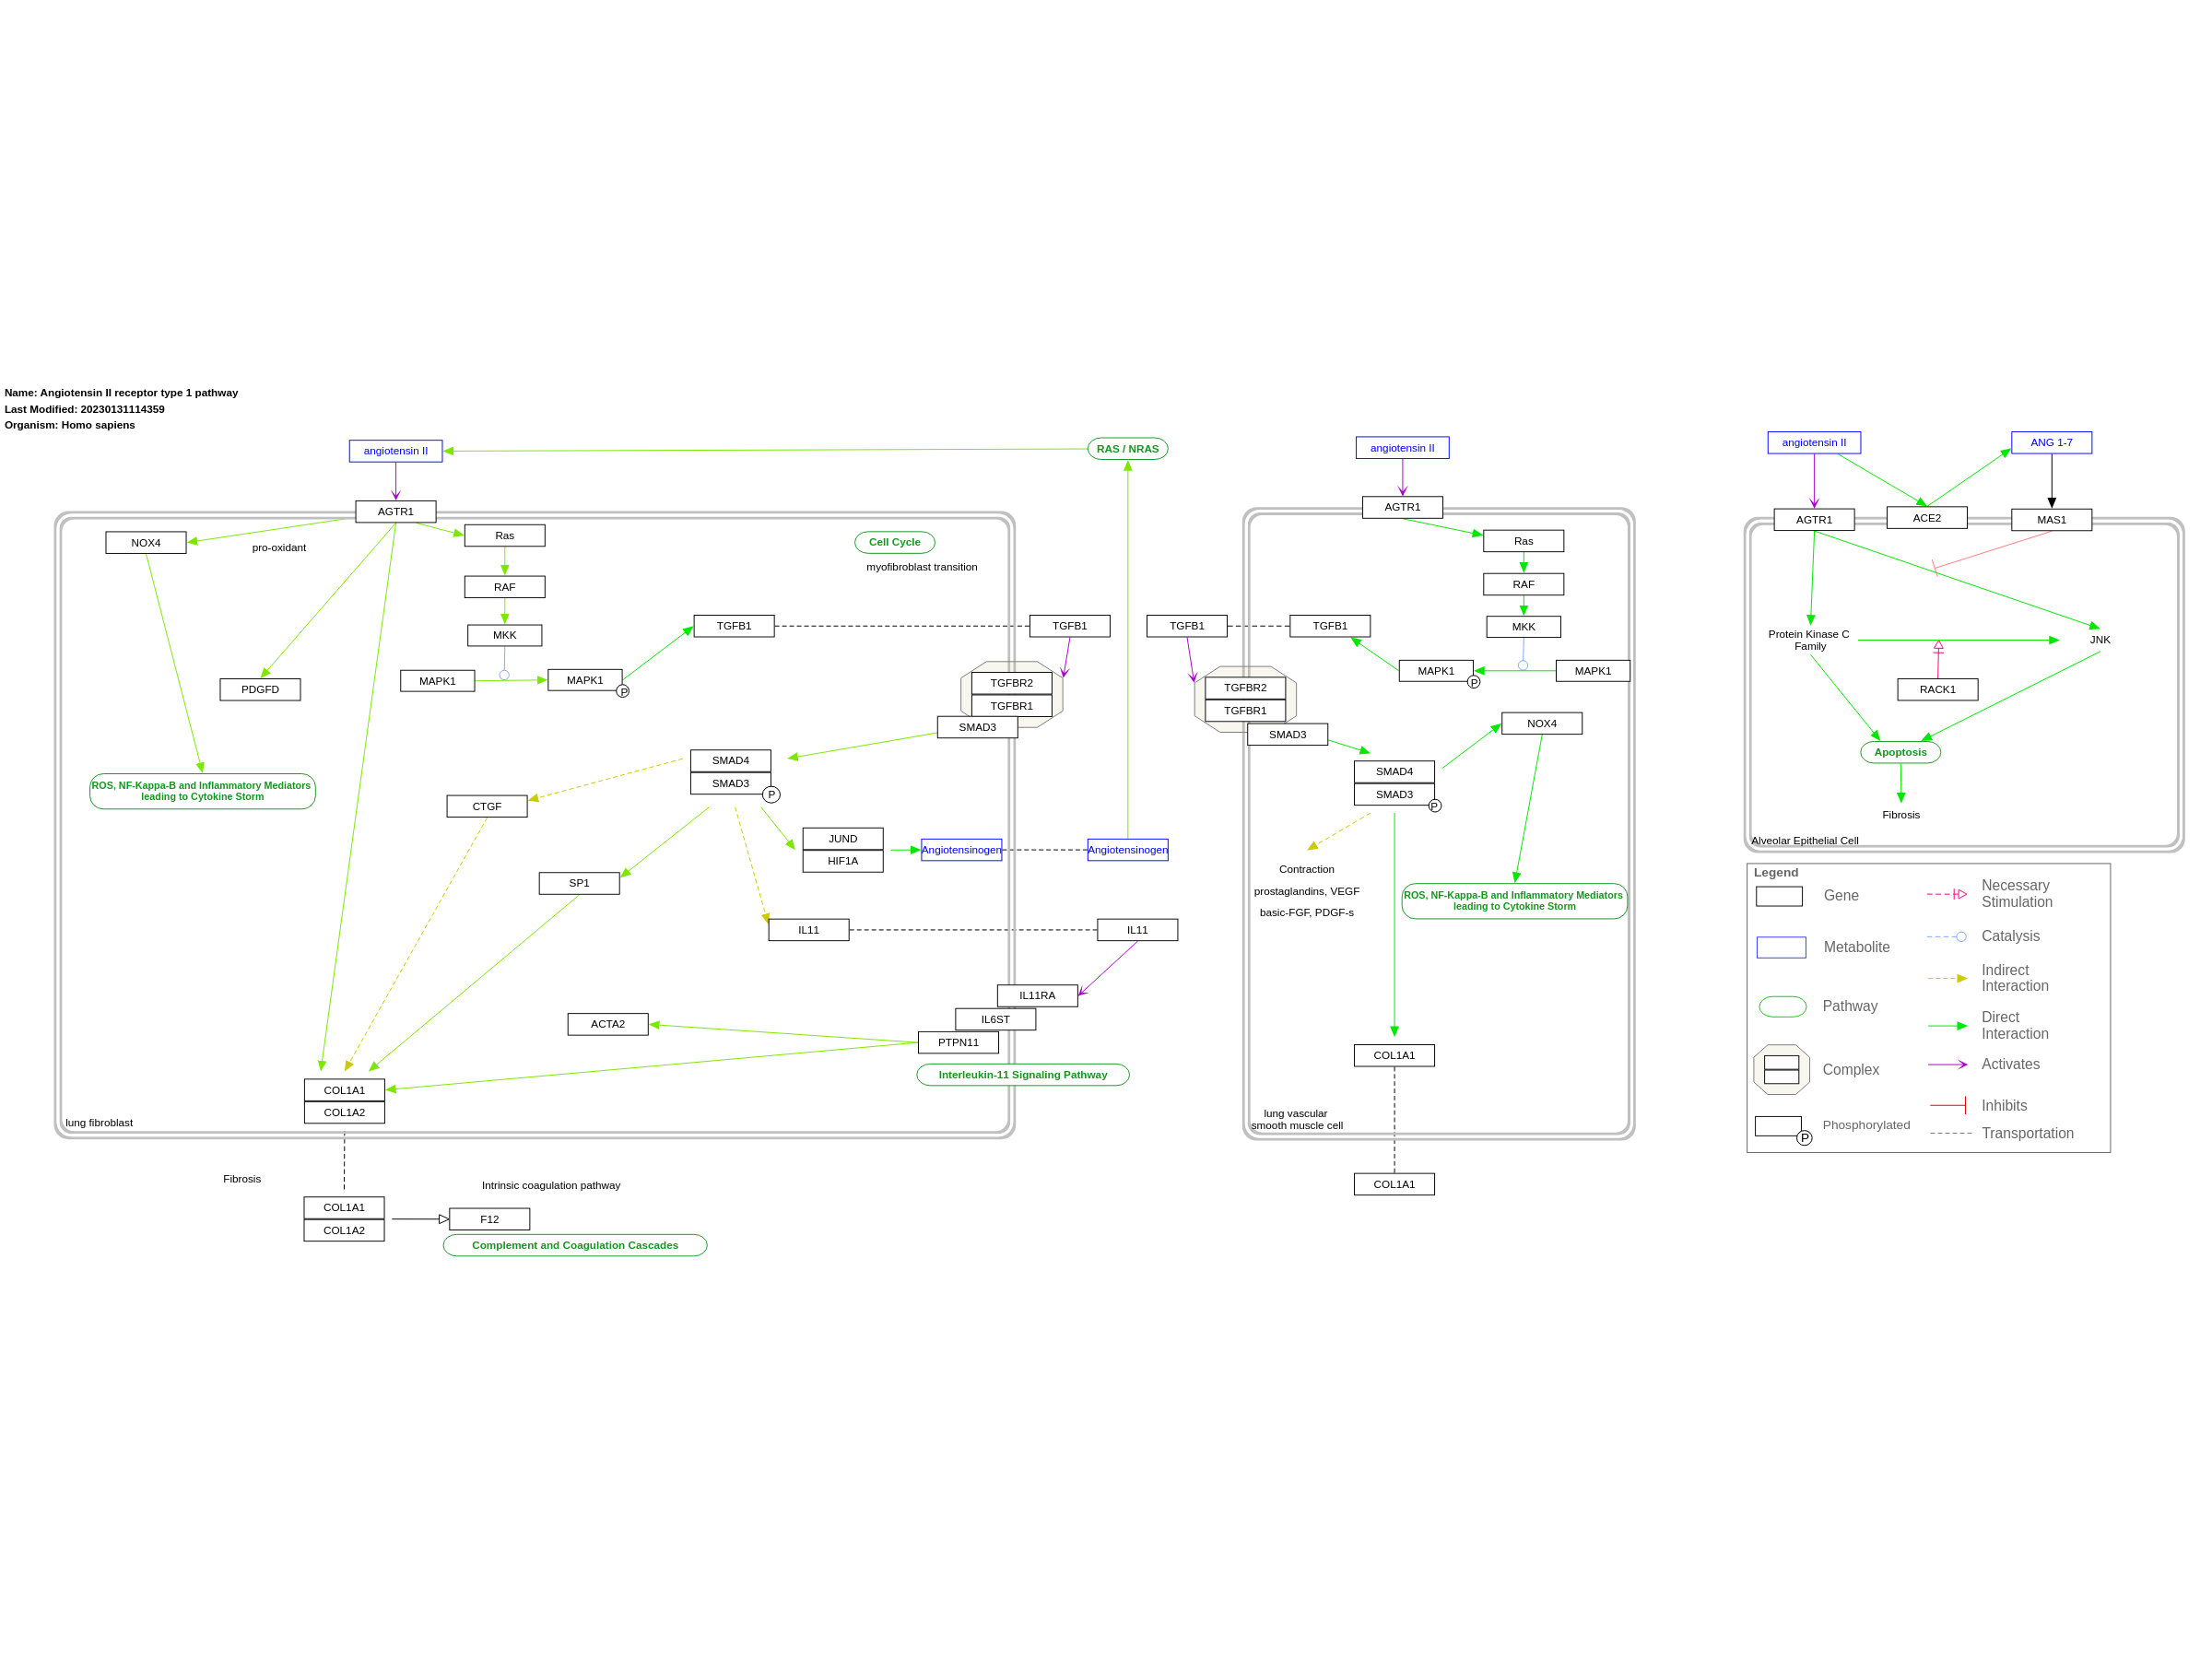 Name: Angiotensin II receptor type 1 pathway
Last Modified: 20230131114359
Organism: Homo sapiens
angiotensin II
RAS / NRAS
AGTR1
NOX4
pro-oxidant
Ras
Cell Cycle
myofibroblast transition
RAF
MKK
TGFB1
TGFB1
MAPK1
MAPK1
P
PDGFD
TGFBR2
TGFBR1
SMAD3
SMAD4
SMAD3
P
ROS, NF-Kappa-B and Inflammatory Mediators
leading to Cytokine Storm
CTGF
JUND
HIF1A
Angiotensinogen
Angiotensinogen
SP1
IL11
IL11
IL11RA
IL6ST
PTPN11
ACTA2
Interleukin-11 Signaling Pathway
COL1A1
COL1A2
lung fibroblast
Fibrosis
Intrinsic coagulation pathway
COL1A1
COL1A2
F12
Complement and Coagulation Cascades
angiotensin II
AGTR1
Ras
RAF
MKK
TGFB1
TGFB1
MAPK1
P
MAPK1
TGFBR2
TGFBR1
SMAD3
NOX4
SMAD4
SMAD3
P
Contraction
prostaglandins, VEGF
basic-FGF, PDGF-s
ROS, NF-Kappa-B and Inflammatory Mediators
leading to Cytokine Storm
COL1A1
lung vascular
smooth muscle cell
COL1A1
angiotensin II
ANG 1-7
AGTR1
ACE2
MAS1
Protein Kinase C
Family
JNK
RACK1
Apoptosis
Fibrosis
Alveolar Epithelial Cell
Legend
Gene
Necessary
Stimulation
Metabolite
Catalysis
Indirect
Interaction
Pathway
Direct
Interaction
Complex
Activates
Inhibits
Phosphorylated
P
Transportation